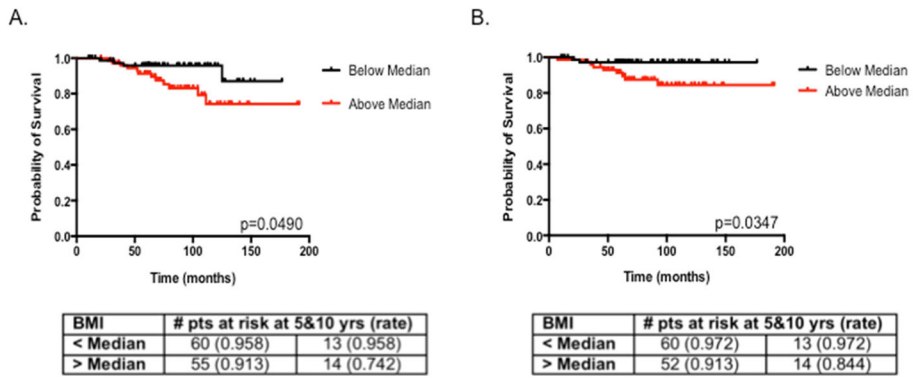 A.
Probability of Survival
1.0
0.8
0.6
0.4
0.2
0.0
0 50 100 150 200
Time (months)
Below Median
Above Median
p=0.0490
BMI # pts at risk at 5&10 yrs (rate)
< Median 60 (0.958) 13 (0.958)
> Median 55 (0.913) 14 (0.742)
B.
Probability of Survival
1.0
0.8
0.6
0.4
0.2
0.0
0 50 100 150 200
Time (months)
Below Median
Above Median
p=0.0347
BMI # pts at risk at 5&10 yrs (rate)
< Median 60 (0.972) 13 (0.972)
> Median 52 (0.913) 14 (0.844)